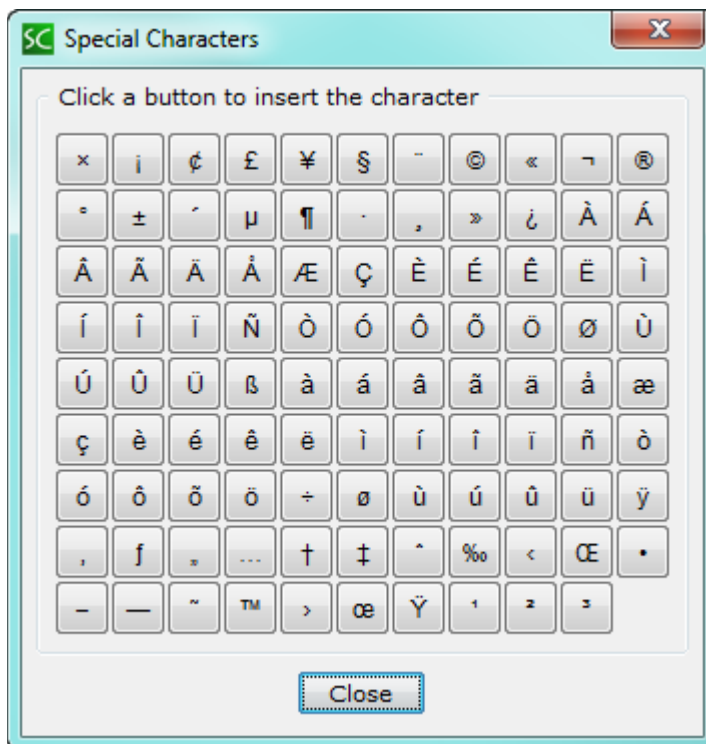 SC Special Characters
Click a button to insert the character
× ¡ ¢ £ ¥ § ¨ © « ¬ ®
° ± ´ µ ¶ · ¸ » ¿ À Á
 à Ä Å Æ Ç È É Ê Ë Ì
Í Î Ï Ñ Ò Ó Ô Õ Ö Ø Ù
Ú Û Ü ß à á â ã ä å æ
ç è é ê ë ì í î ï ñ ò
ó ô õ ö ÷ ø ù ú û ü ÿ
‚ ƒ „ … † ‡ ˆ ‰ ‹ Œ •
– — ˜ ™ › œ Ÿ ¹ ² ³
Close